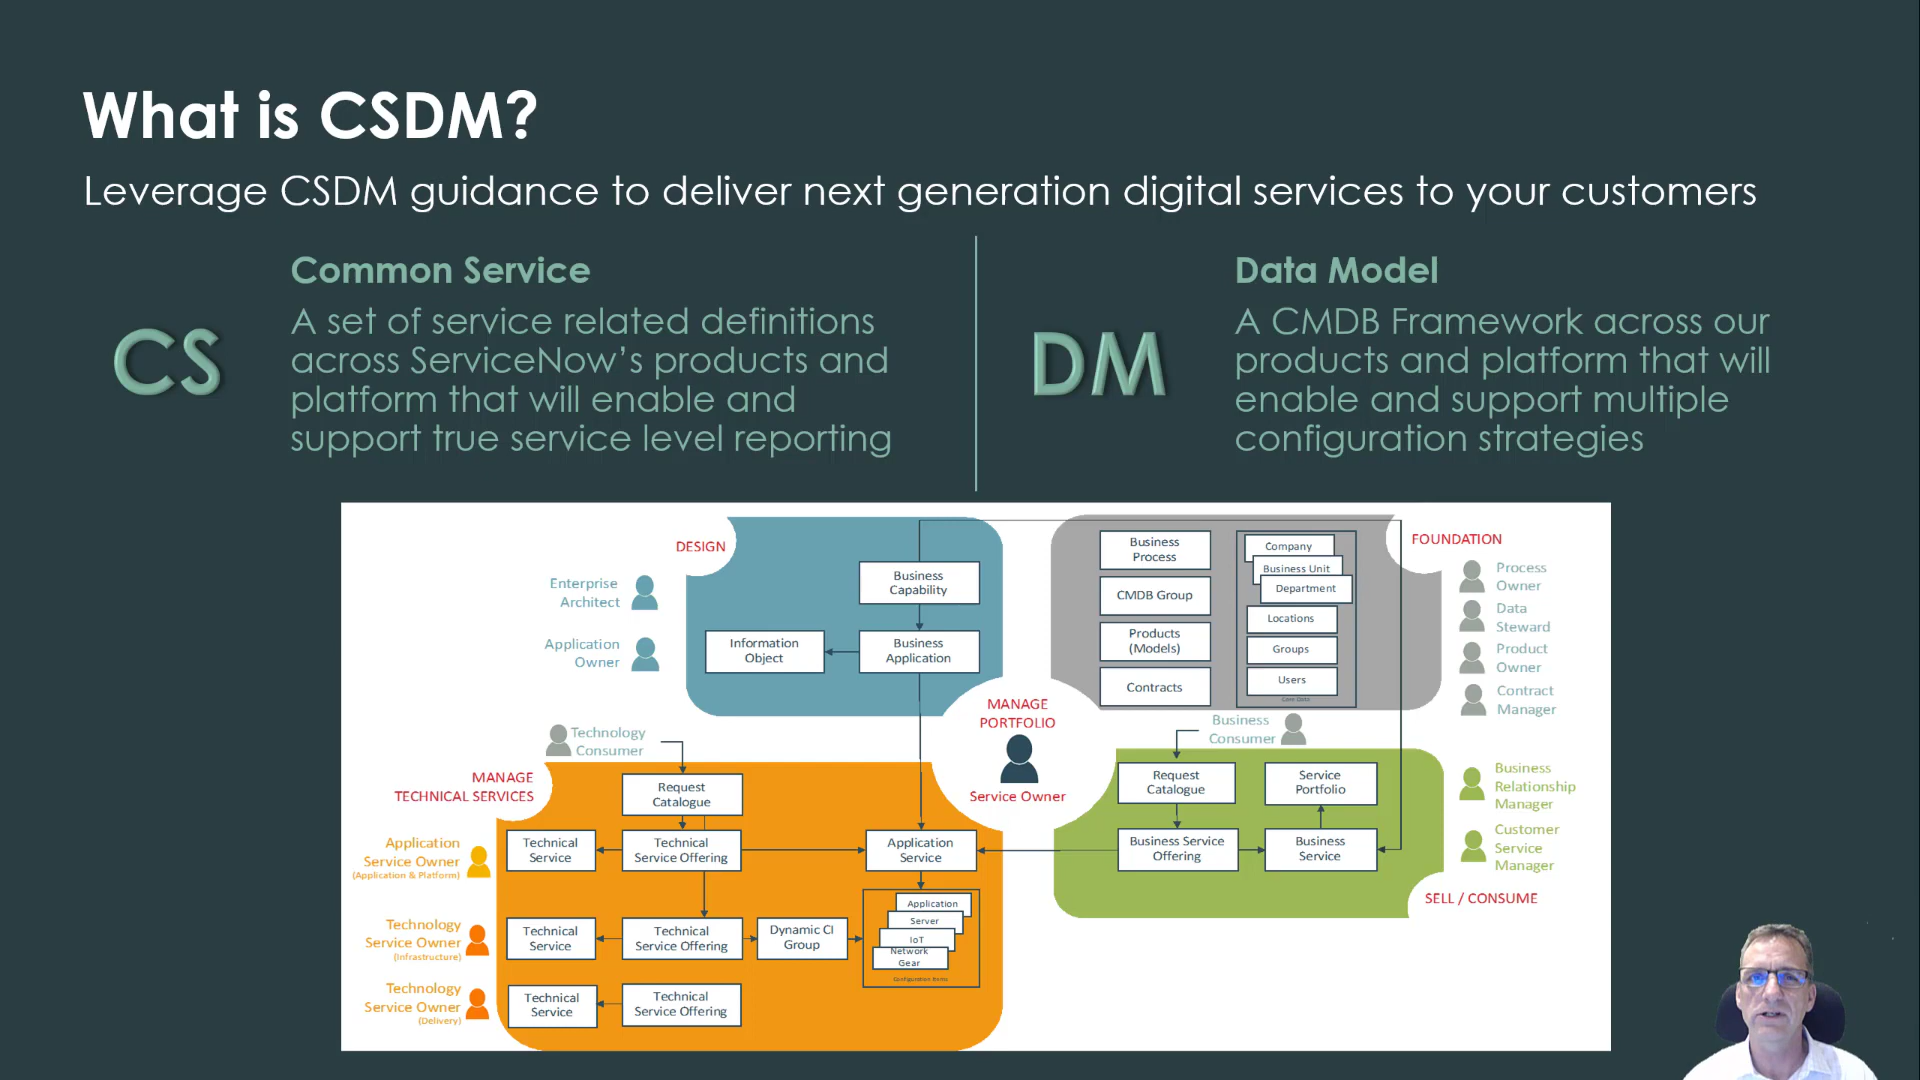 What is CSDM?
Leverage CSDM guidance to deliver next generation digital services to your customers
CS
Common Service
A set of service related definitions
across ServiceNow’s products and
platform that will enable and
support true service level reporting
DM
Data Model
A CMDB Framework across our
products and platform that will
enable and support multiple
configuration strategies
DESIGN
Enterprise
Architect
Application
Owner
Business
Capability
Information
Object
Business
Application
FOUNDATION
Business
Process
CMDB Group
Products
(Models)
Contracts
Company
Business Unit
Department
Locations
Groups
Users
Core Data
Process
Owner
Data
Steward
Product
Owner
Contract
Manager
MANAGE
PORTFOLIO
Service Owner
Technology
Consumer
MANAGE
TECHNICAL SERVICES
Request
Catalogue
Application
Service Owner
(Application & Platform)
Technical
Service
Technical
Service Offering
Application
Service
Technology
Service Owner
(Infrastructure)
Technical
Service
Technical
Service Offering
Dynamic CI
Group
Application
Server
IoT
Network
Gear
Configuration Items
Technology
Service Owner
(Delivery)
Technical
Service
Technical
Service Offering
Business
Consumer
Request
Catalogue
Service
Portfolio
Business Service
Offering
Business
Service
Business
Relationship
Manager
Customer
Service
Manager
SELL / CONSUME